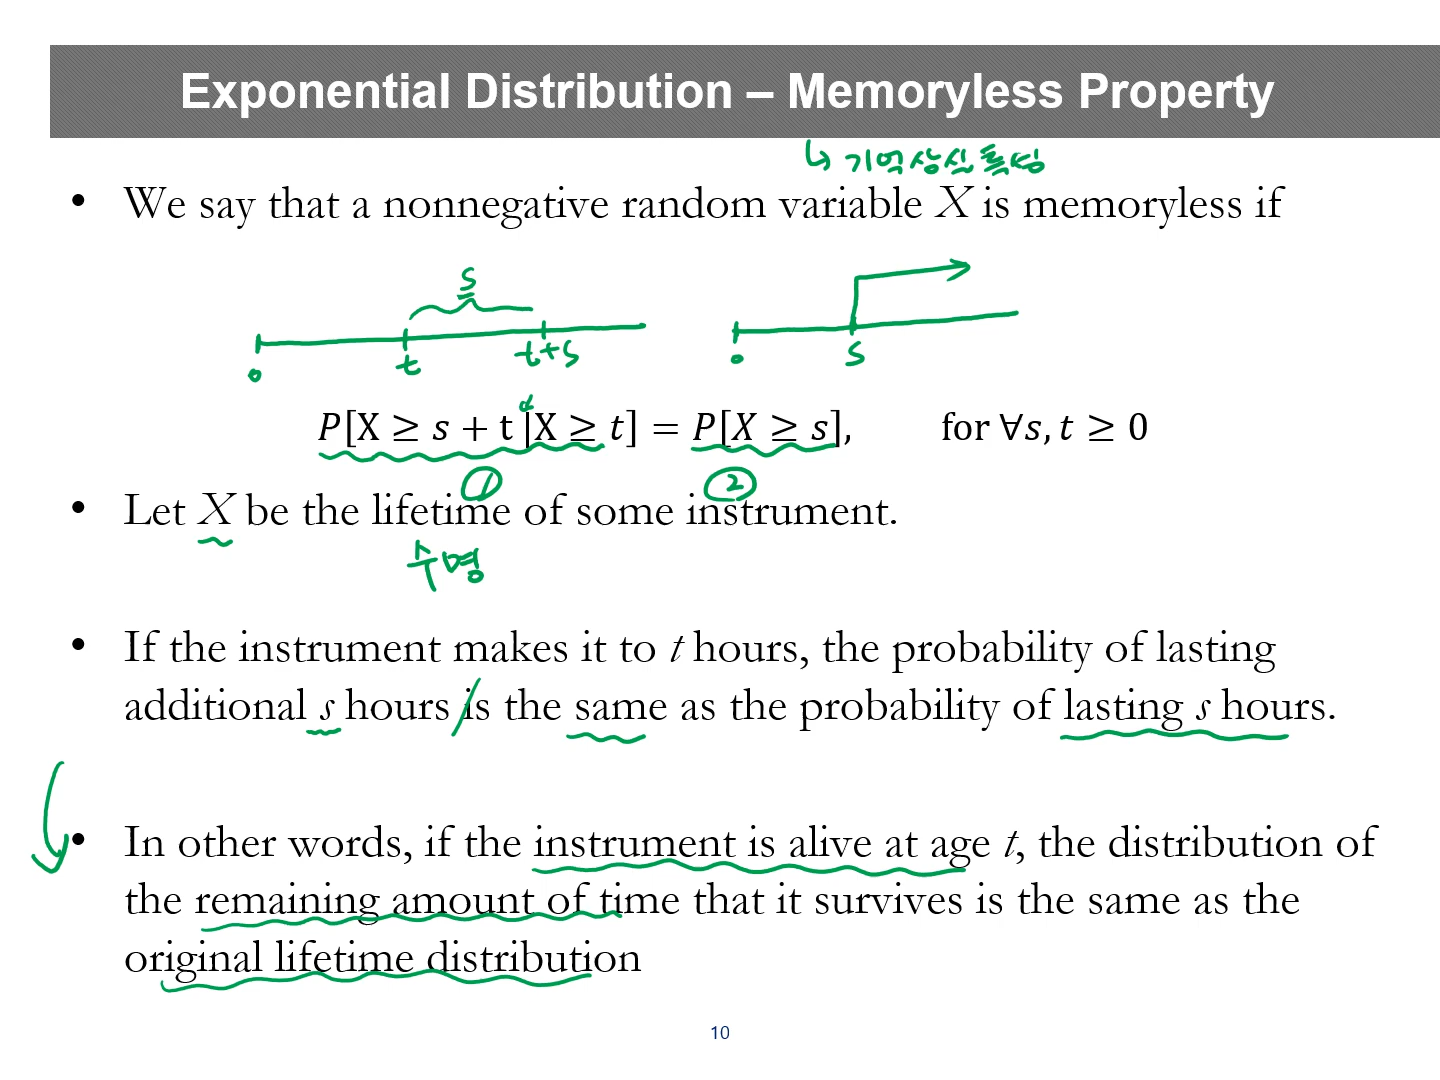 Exponential Distribution – Memoryless Property
↳ 기억상실특성
• We say that a nonnegative random variable X is memoryless if
s
0 t t+s
0 s
P[X ≥ s + t |X ≥ t] = P[X ≥ s], for ∀s, t ≥ 0
① ②
• Let X be the lifetime of some instrument.
수명
• If the instrument makes it to t hours, the probability of lasting
additional s hours is the same as the probability of lasting s hours.
• In other words, if the instrument is alive at age t, the distribution of
the remaining amount of time that it survives is the same as the
original lifetime distribution
10